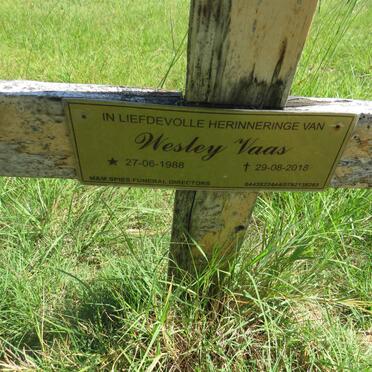 IN LIEFDEVOLLE HERINNERINGE VAN
Wesley Vaas
★ 27-06-1988 ✝ 29-08-2018
M&M SPIES FUNERAL DIRECTORS